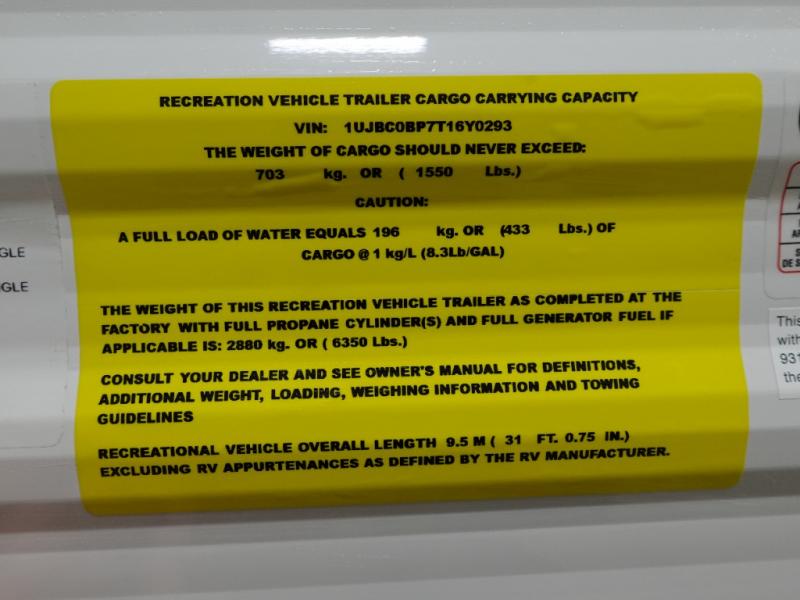 RECREATION VEHICLE TRAILER CARGO CARRYING CAPACITY
VIN: 1UJBC0BP7T16Y0293
THE WEIGHT OF CARGO SHOULD NEVER EXCEED:
703 kg. OR ( 1550 Lbs.)
CAUTION:
A FULL LOAD OF WATER EQUALS 196 kg. OR (433 Lbs.) OF
CARGO @ 1 kg/L (8.3Lb/GAL)
THE WEIGHT OF THIS RECREATION VEHICLE TRAILER AS COMPLETED AT THE
FACTORY WITH FULL PROPANE CYLINDER(S) AND FULL GENERATOR FUEL IF
APPLICABLE IS: 2880 kg. OR ( 6350 Lbs.)
CONSULT YOUR DEALER AND SEE OWNER'S MANUAL FOR DEFINITIONS,
ADDITIONAL WEIGHT, LOADING, WEIGHING INFORMATION AND TOWING
GUIDELINES
RECREATIONAL VEHICLE OVERALL LENGTH 9.5 M ( 31 FT. 0.75 IN.)
EXCLUDING RV APPURTENANCES AS DEFINED BY THE RV MANUFACTURER.
GLE
GLE
DE S
This
with
931
the